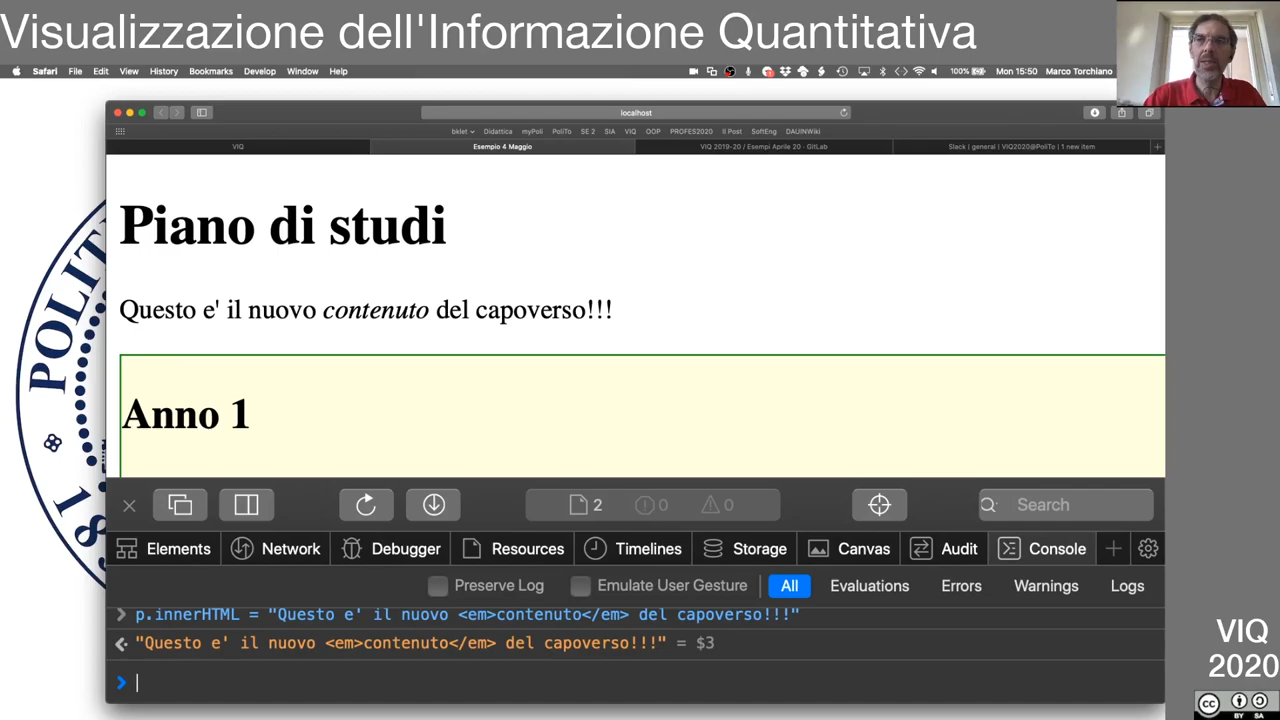 Visualizzazione dell'Informazione Quantitativa
Safari File Edit View History Bookmarks Develop Window Help 100% Mon 15:50 Marco Torchiano
localhost
bklet Didattica myPoli PoliTo SE 2 SIA VIQ OOP PROFES2020 Il Post SoftEng DAUINWiki
VIQ Esempio 4 Maggio VIQ 2019-20 / Esempi Aprile 20 · GitLab Slack | general | VIQ2020@PoliTo | 1 new item
Piano di studi
Questo e' il nuovo contenuto del capoverso!!!
Anno 1
2 0 0 Search
Elements Network Debugger Resources Timelines Storage Canvas Audit Console
Preserve Log Emulate User Gesture All Evaluations Errors Warnings Logs
p.innerHTML = "Questo e' il nuovo <em>contenuto</em> del capoverso!!!"
"Questo e' il nuovo <em>contenuto</em> del capoverso!!!" = $3
VIQ
2020
CC BY SA